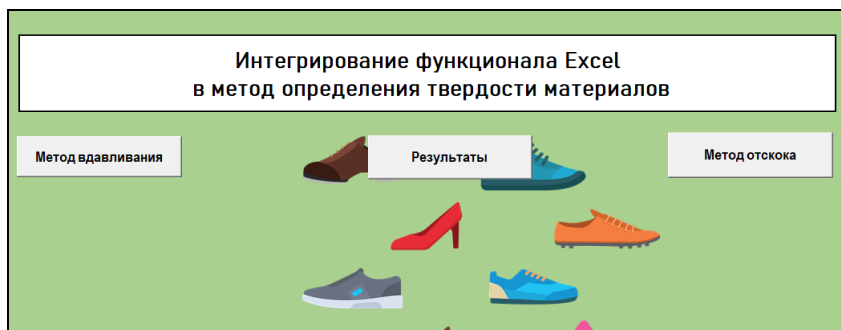 Интегрирование функционала Excel
в метод определения твердости материалов
Метод вдавливания
Результаты
Метод отскока